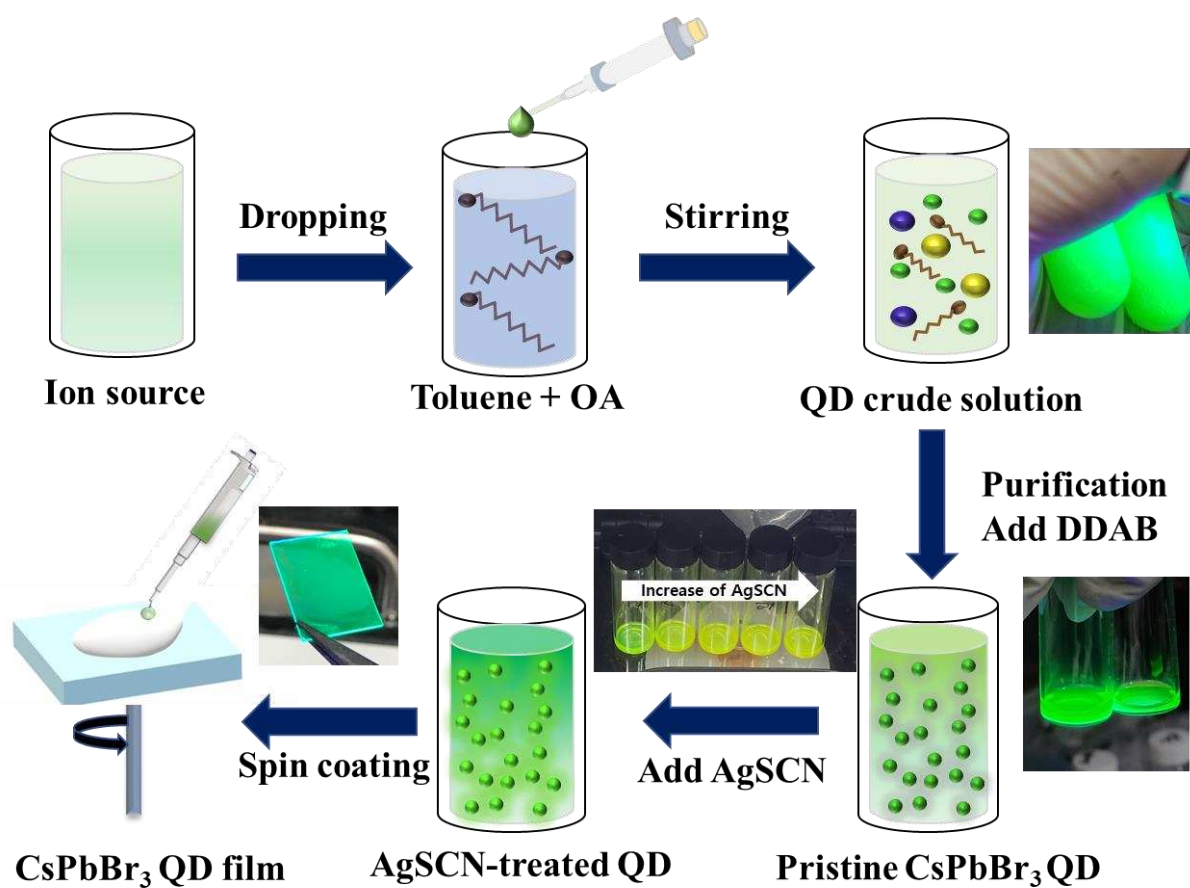 Dropping
Stirring
Ion source
Toluene + OA
QD crude solution
Purification
Add DDAB
Increase of AgSCN
Spin coating
Add AgSCN
CsPbBr₃ QD film
AgSCN-treated QD
Pristine CsPbBr₃ QD